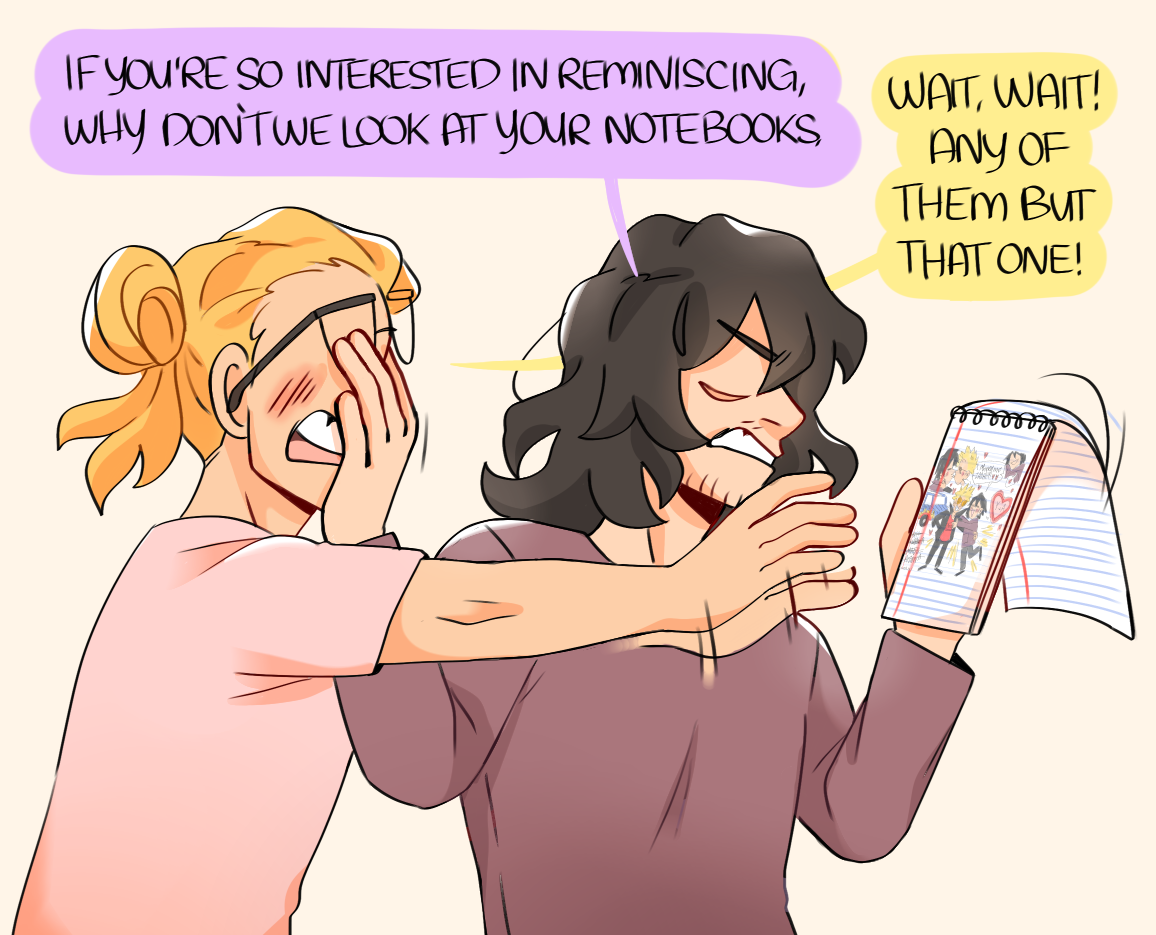 IF YOU'RE SO INTERESTED IN REMINISCING,
WHY DON'T WE LOOK AT YOUR NOTEBOOKS,
WAIT, WAIT!
ANY OF
THEM BUT
THAT ONE!